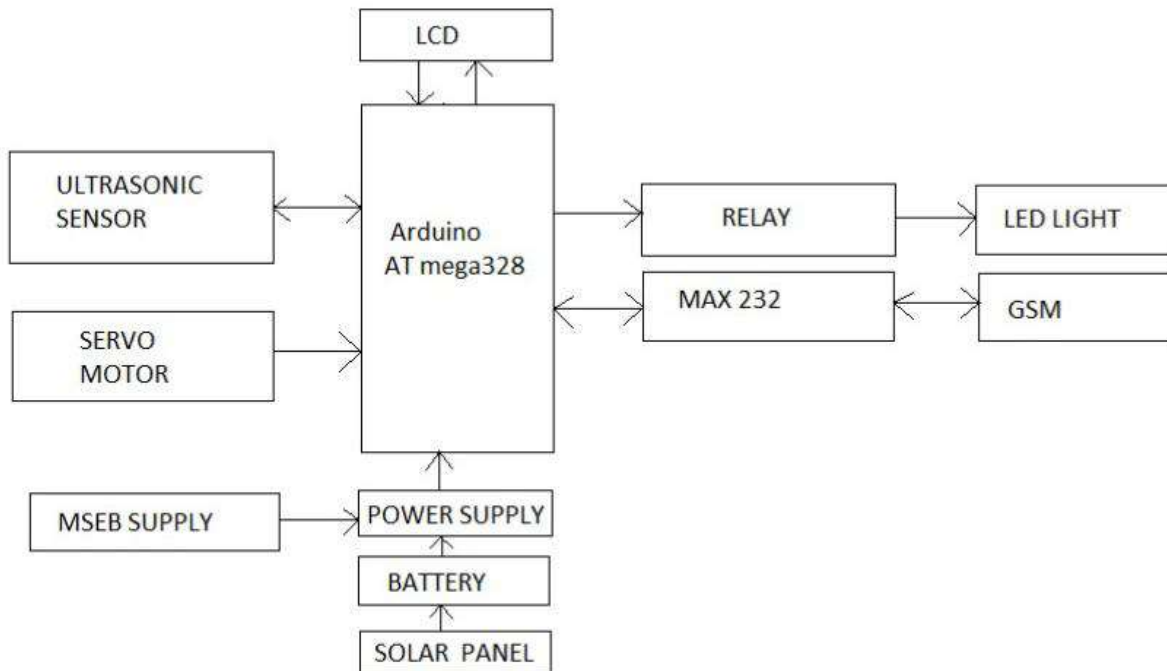 LCD
ULTRASONIC
SENSOR
Arduino
AT mega328
RELAY
LED LIGHT
MAX 232
GSM
SERVO
MOTOR
MSEB SUPPLY
POWER SUPPLY
BATTERY
SOLAR PANEL